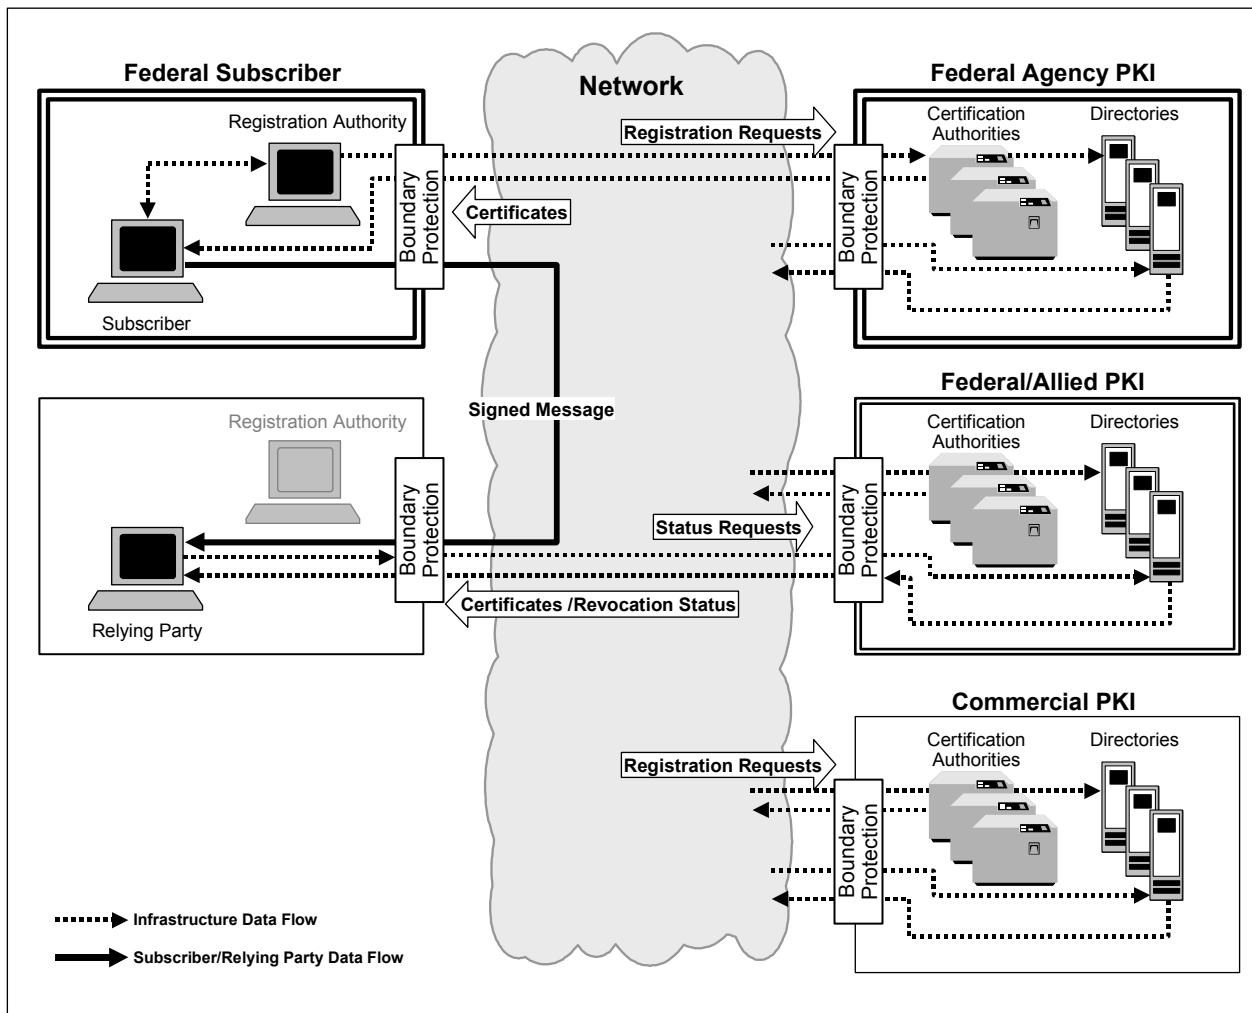 Federal Subscriber
Network
Federal Agency PKI
Registration Authority
Boundary
Protection
Certificates
Subscriber
Registration Requests
Boundary
Protection
Certification
Authorities
Directories
Signed Message
Registration Authority
Boundary
Protection
Relying Party
Federal/Allied PKI
Certification
Authorities
Directories
Status Requests
Boundary
Protection
Certificates /Revocation Status
Commercial PKI
Certification
Authorities
Directories
Registration Requests
Boundary
Protection
Infrastructure Data Flow
Subscriber/Relying Party Data Flow